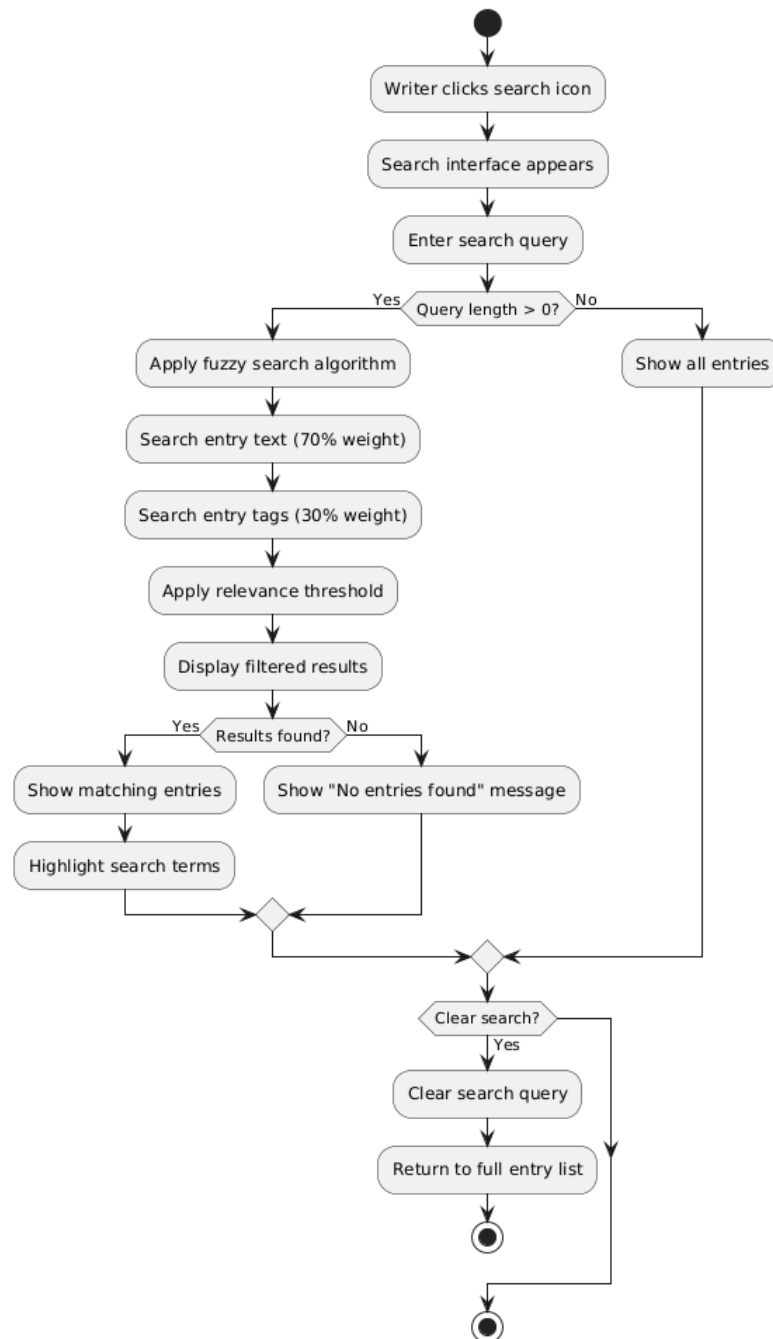 Writer clicks search icon
Search interface appears
Enter search query
Yes
Query length > 0?
No
Apply fuzzy search algorithm
Show all entries
Search entry text (70% weight)
Search entry tags (30% weight)
Apply relevance threshold
Display filtered results
Yes
Results found?
No
Show matching entries
Show "No entries found" message
Highlight search terms
Clear search?
Yes
Clear search query
Return to full entry list